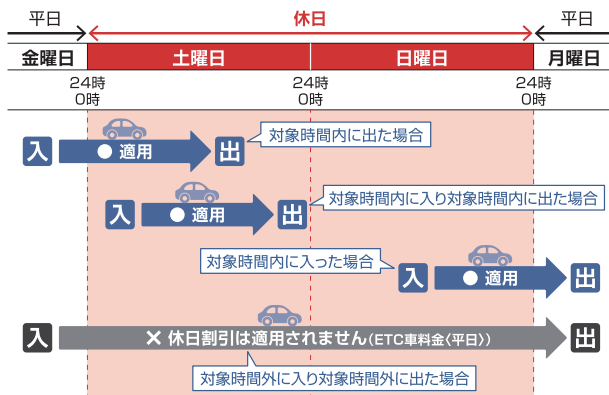 平日 休日 平日
金曜日 土曜日 日曜日 月曜日
24時 24時 24時
0時 0時 0時
入 ● 適用 出 対象時間内に出た場合
入 ● 適用 出 対象時間内に入り対象時間内に出た場合
対象時間内に入った場合 入 ● 適用 出
入 × 休日割引は適用されません(ETC車料金〈平日〉) 出
対象時間外に入り対象時間外に出た場合